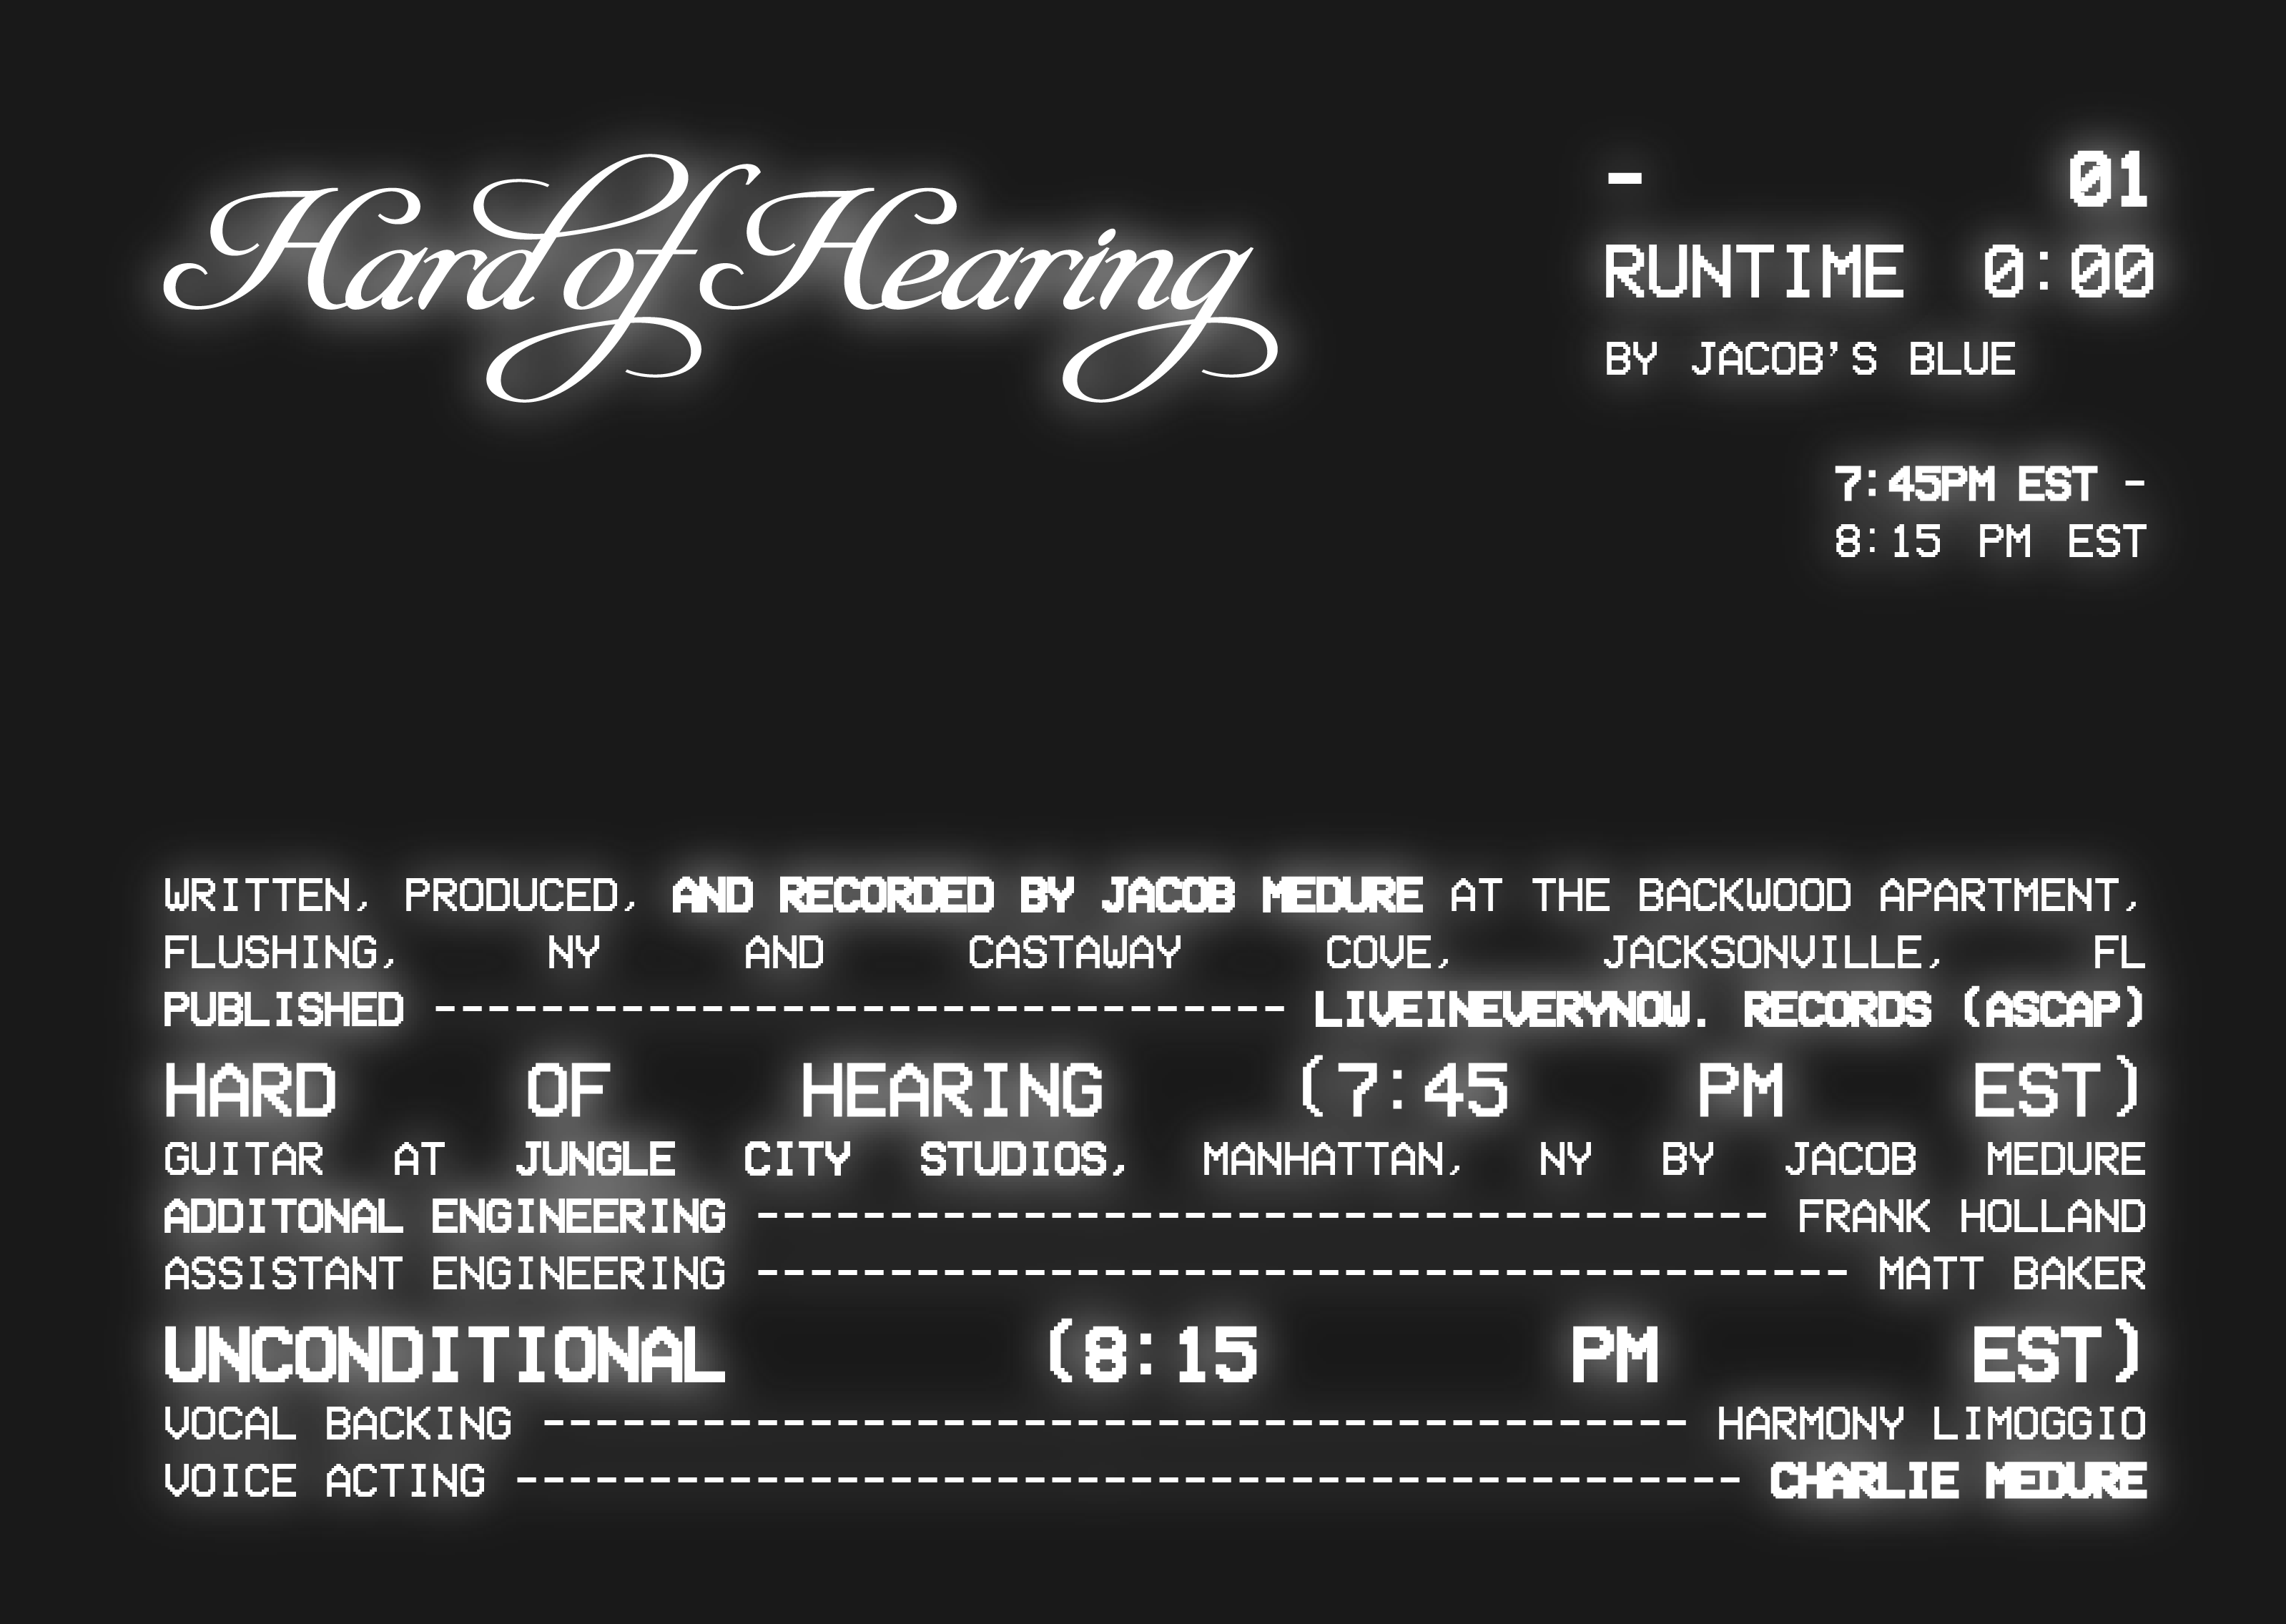 Hard of Hearing
- 01
RUNTIME 0:00
BY JACOB'S BLUE
7:45PM EST -
8:15 PM EST
WRITTEN, PRODUCED, AND RECORDED BY JACOB MEDURE AT THE BACKWOOD APARTMENT,
FLUSHING, NY AND CASTAWAY COVE, JACKSONVILLE, FL
PUBLISHED -------------------------------- LIVEINEVERYNOW. RECORDS (ASCAP)
HARD OF HEARING (7:45 PM EST)
GUITAR AT JUNGLE CITY STUDIOS, MANHATTAN, NY BY JACOB MEDURE
ADDITONAL ENGINEERING -------------------------------------- FRANK HOLLAND
ASSISTANT ENGINEERING ----------------------------------------- MATT BAKER
UNCONDITIONAL (8:15 PM EST)
VOCAL BACKING ------------------------------------------- HARMONY LIMOGGIO
VOICE ACTING ---------------------------------------------- CHARLIE MEDURE